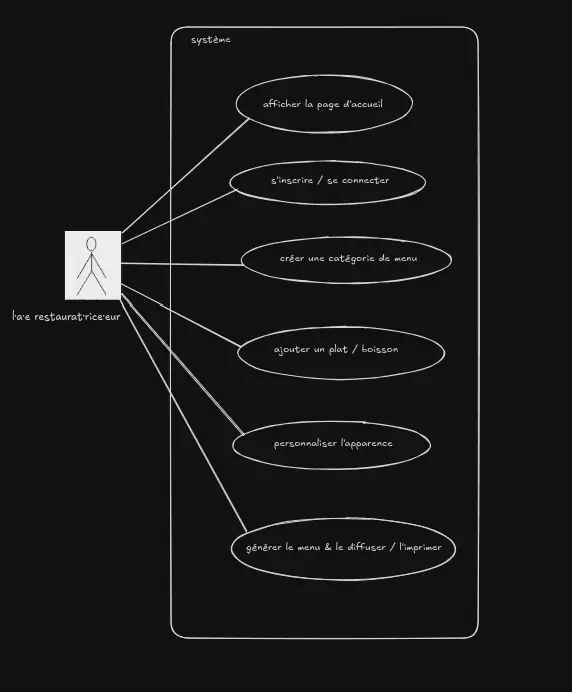 système
afficher la page d'accueil
s'inscrire / se connecter
créer une catégorie de menu
l·a·e restaurat·rice·eur
ajouter un plat / boisson
personnaliser l'apparence
générer le menu & le diffuser / l'imprimer